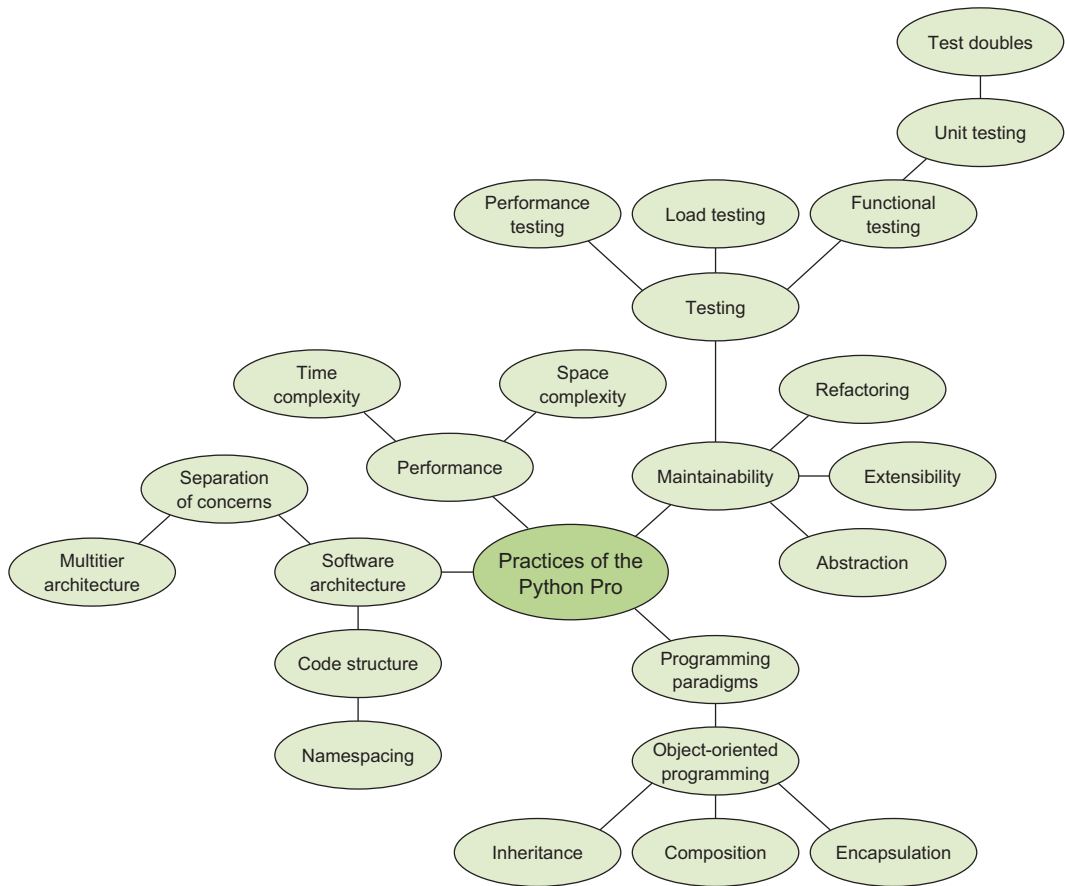 Test doubles
Unit testing
Performance
testing
Load testing
Functional
testing
Testing
Time
complexity
Space
complexity
Refactoring
Performance
Maintainability
Extensibility
Separation
of concerns
Multitier
architecture
Software
architecture
Practices of the
Python Pro
Abstraction
Code structure
Programming
paradigms
Namespacing
Object-oriented
programming
Inheritance
Composition
Encapsulation